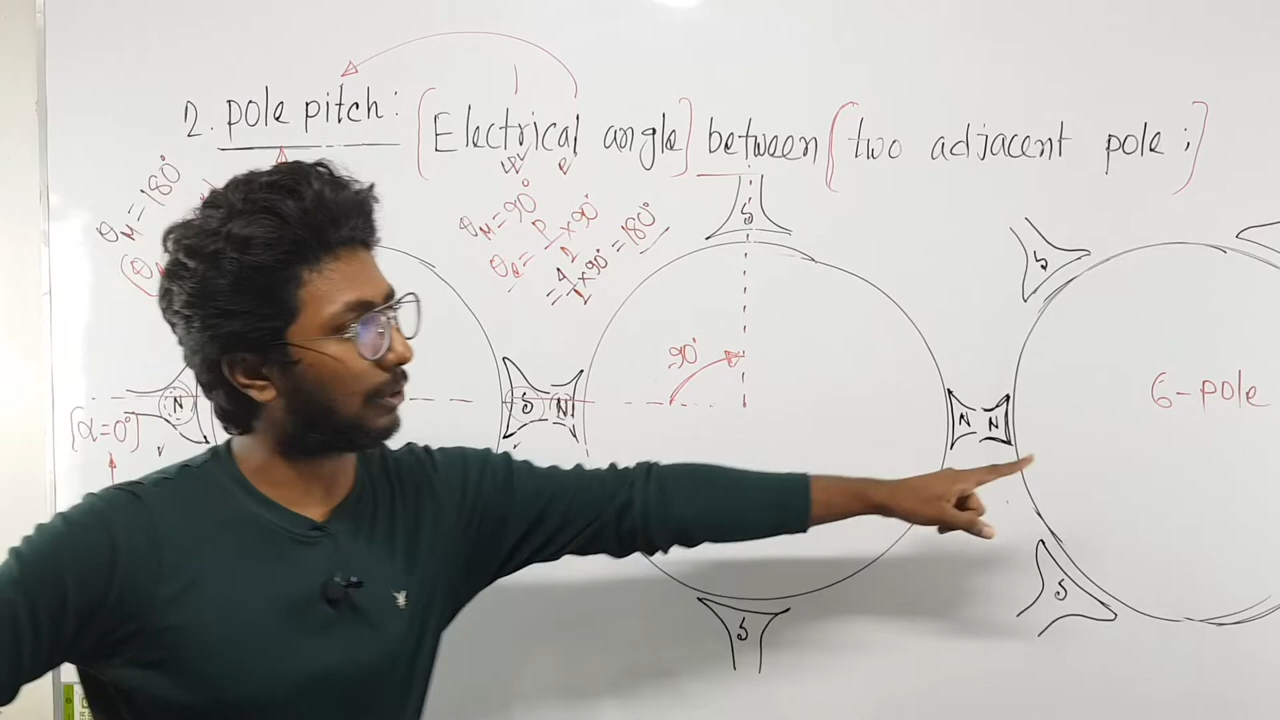 2. pole pitch: [Electrical angle] between [two adjacent pole:]
θM = 180°
(θ
θM = 90°
θe = P/2 × 90°
= 4/2 × 90° = 180°
S
S
90°
6-pole
N
S
N
N
N
[α=0°]
S
S